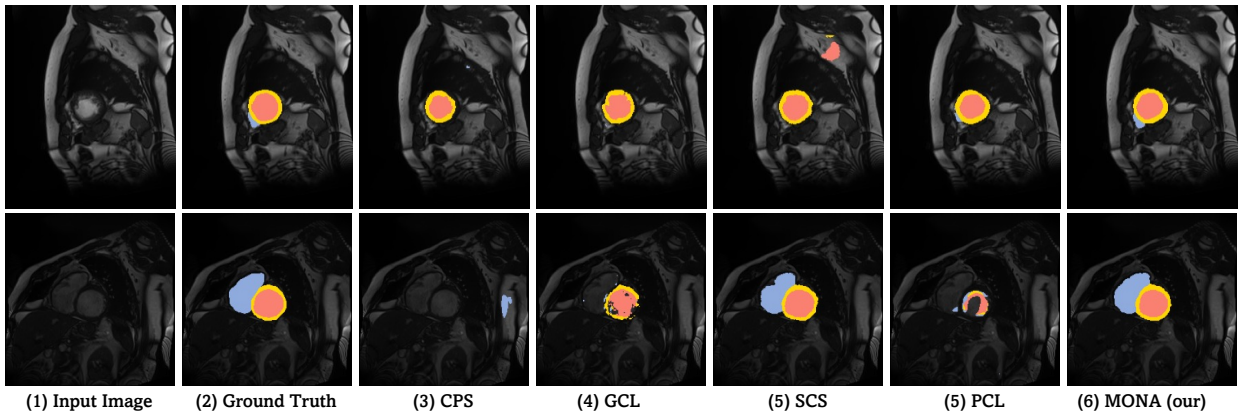 (1) Input Image (2) Ground Truth (3) CPS (4) GCL (5) SCS (5) PCL (6) MONA (our)